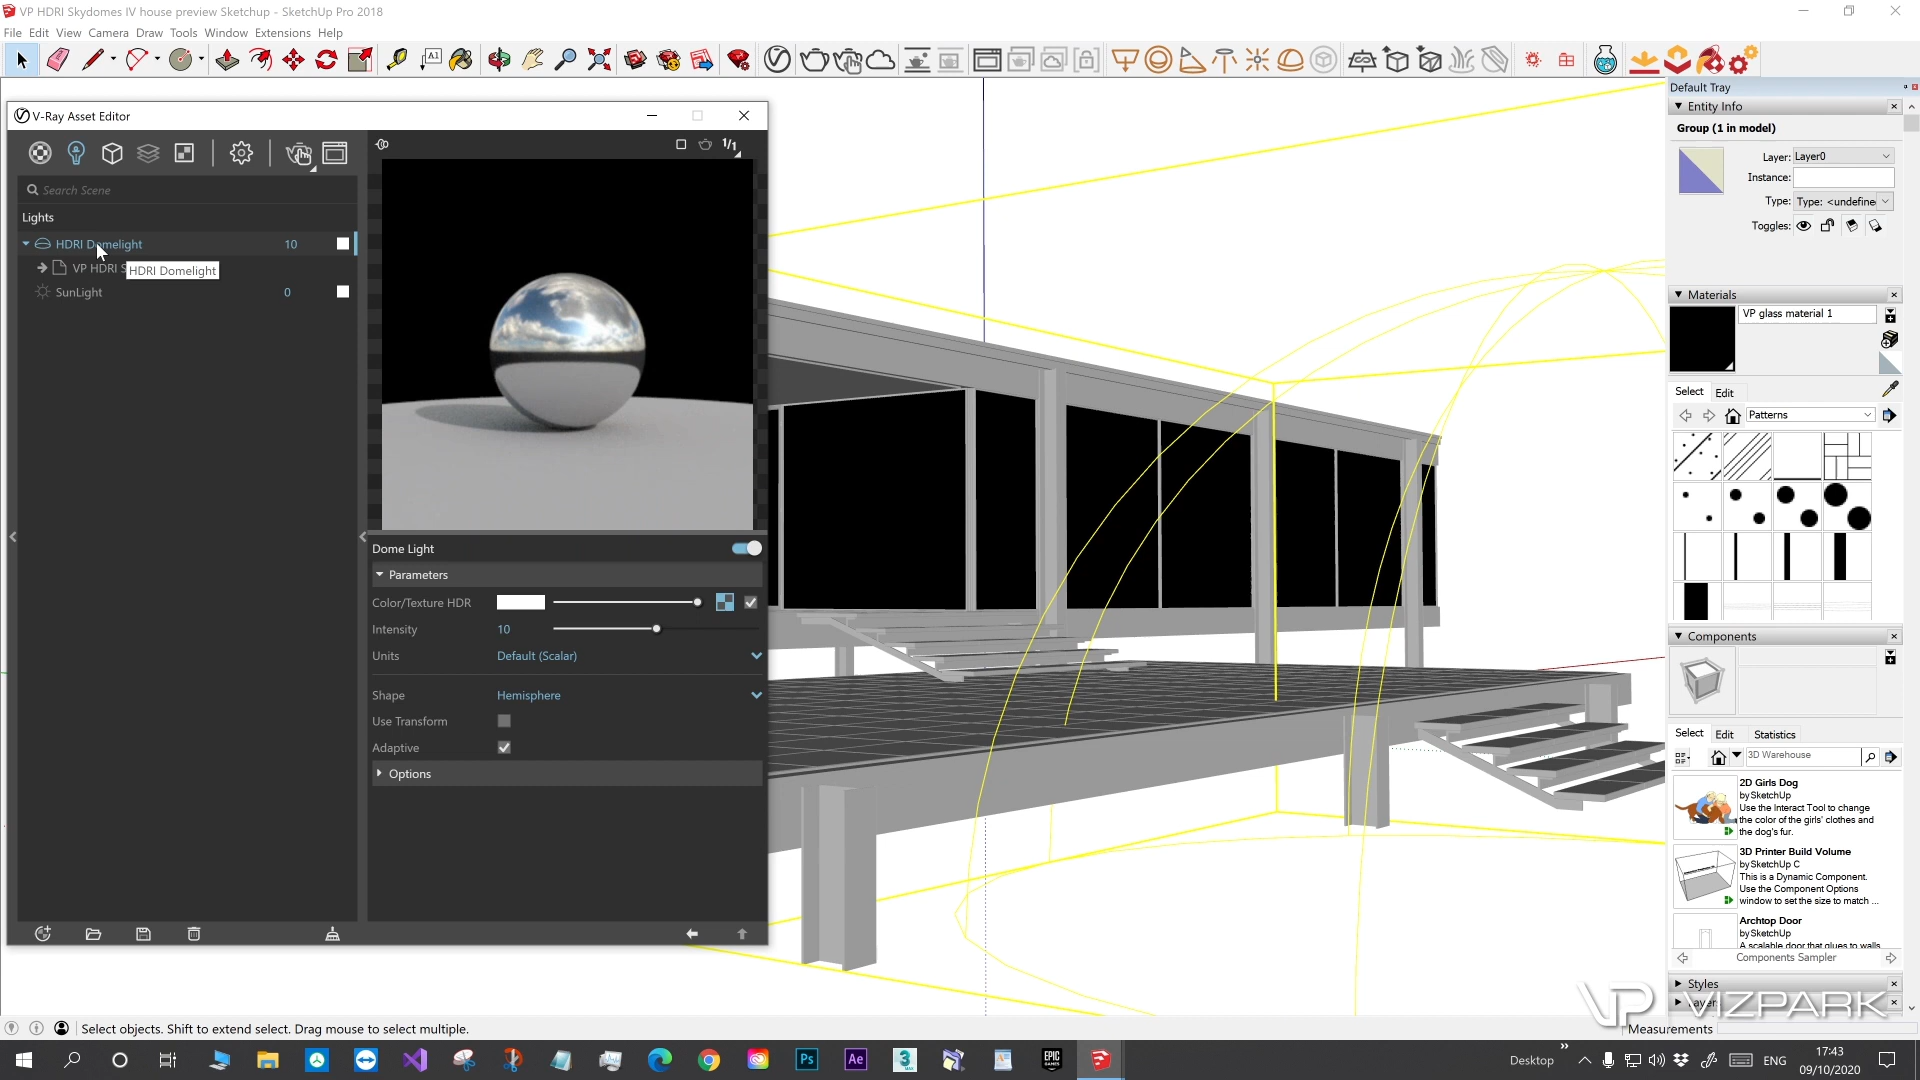 VP HDRI Skydomes IV house preview Sketchup - SketchUp Pro 2018
File Edit View Camera Draw Tools Window Extensions Help
V-Ray Asset Editor
Search Scene
Lights
HDRI Domelight 10
VP HDRI S
HDRI Domelight
SunLight 0
1/1
Dome Light
Parameters
Color/Texture HDR
Intensity 10
Units Default (Scalar)
Shape Hemisphere
Use Transform
Adaptive
Options
Default Tray
Entity Info
Group (1 in model)
Layer: Layer0
Instance:
Type: Type: <undefine
Toggles:
Materials
VP glass material 1
Select Edit
Patterns
Components
Select Edit Statistics
3D Warehouse
2D Girls Dog
by SketchUp
Use the Interact Tool to change
the color of the girls' clothes and
the dog's fur.
3D Printer Build Volume
by SketchUp C
This is a Dynamic Component.
Use the Component Options
window to set the size to match ...
Archtop Door
by SketchUp
A scalable door that glues to walls
Components Sampler
Styles
VP VIZPARK
Measurements
Select objects. Shift to extend select. Drag mouse to select multiple.
Ps
Ae
3
EPIC
GAMES
Desktop
ENG
17:43
09/10/2020